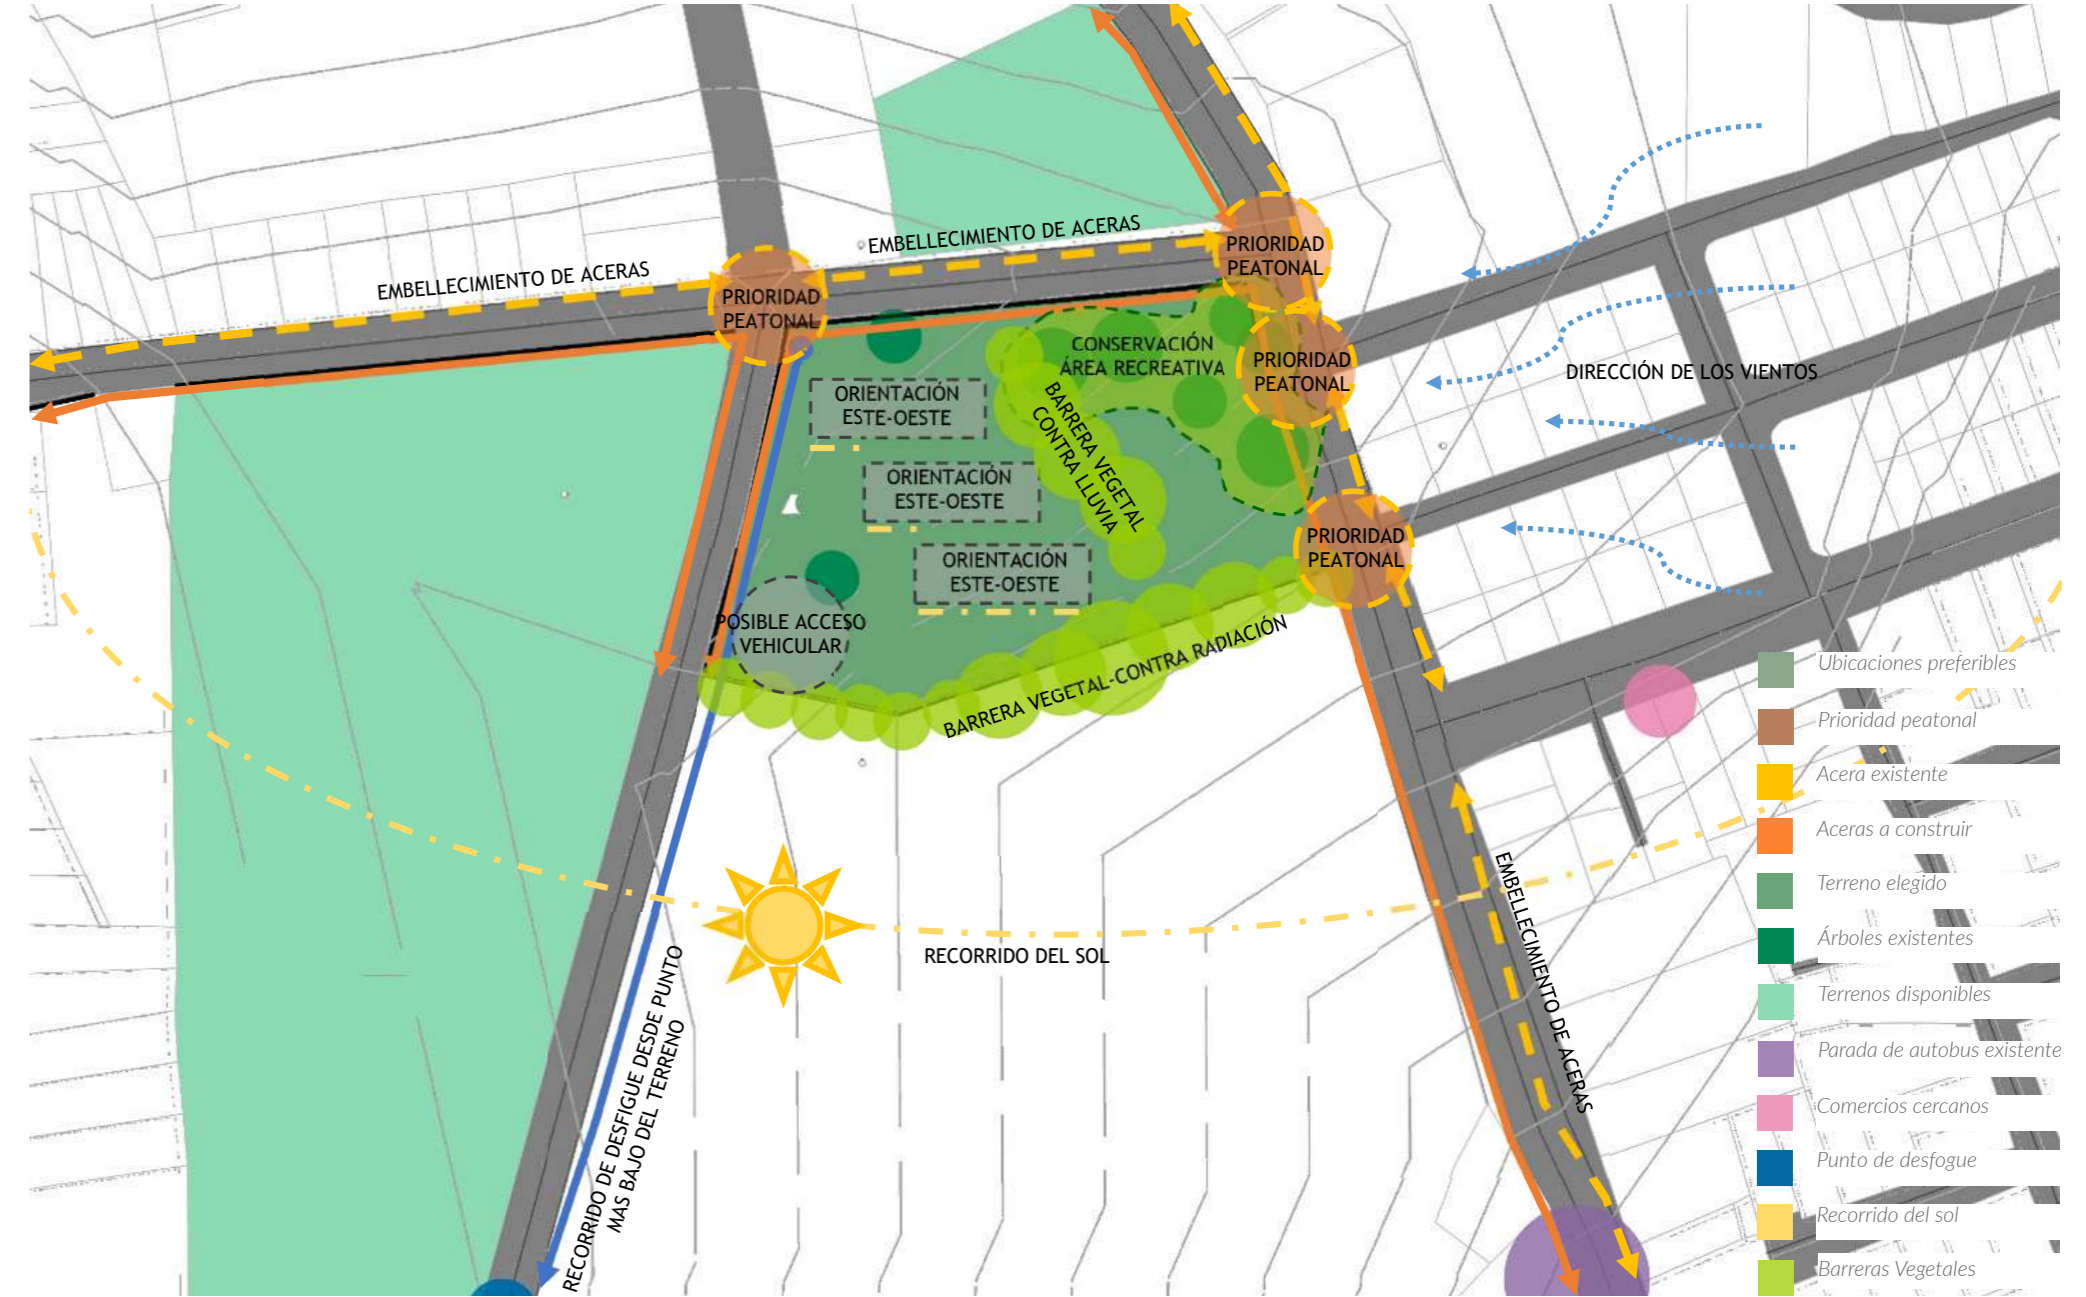 EMBELLECIMIENTO DE ACERAS
EMBELLECIMIENTO DE ACERAS
PRIORIDAD
PEATONAL
PRIORIDAD
PEATONAL
CONSERVACIÓN
ÁREA RECREATIVA
PRIORIDAD
PEATONAL
DIRECCIÓN DE LOS VIENTOS
ORIENTACIÓN
ESTE-OESTE
BARRERA VEGETAL
CONTRA LLUVIA
ORIENTACIÓN
ESTE-OESTE
ORIENTACIÓN
ESTE-OESTE
PRIORIDAD
PEATONAL
POSIBLE ACCESO
VEHICULAR
BARRERA VEGETAL-CONTRA RADIACIÓN
RECORRIDO DEL SOL
EMBELLECIMIENTO DE ACERAS
RECORRIDO DE DESFIGUE DESDE PUNTO
MAS BAJO DEL TERRENO
Ubicaciones preferibles
Prioridad peatonal
Acera existente
Aceras a construir
Terreno elegido
Árboles existentes
Terrenos disponibles
Parada de autobus existente
Comercios cercanos
Punto de desfogue
Recorrido del sol
Barreras Vegetales